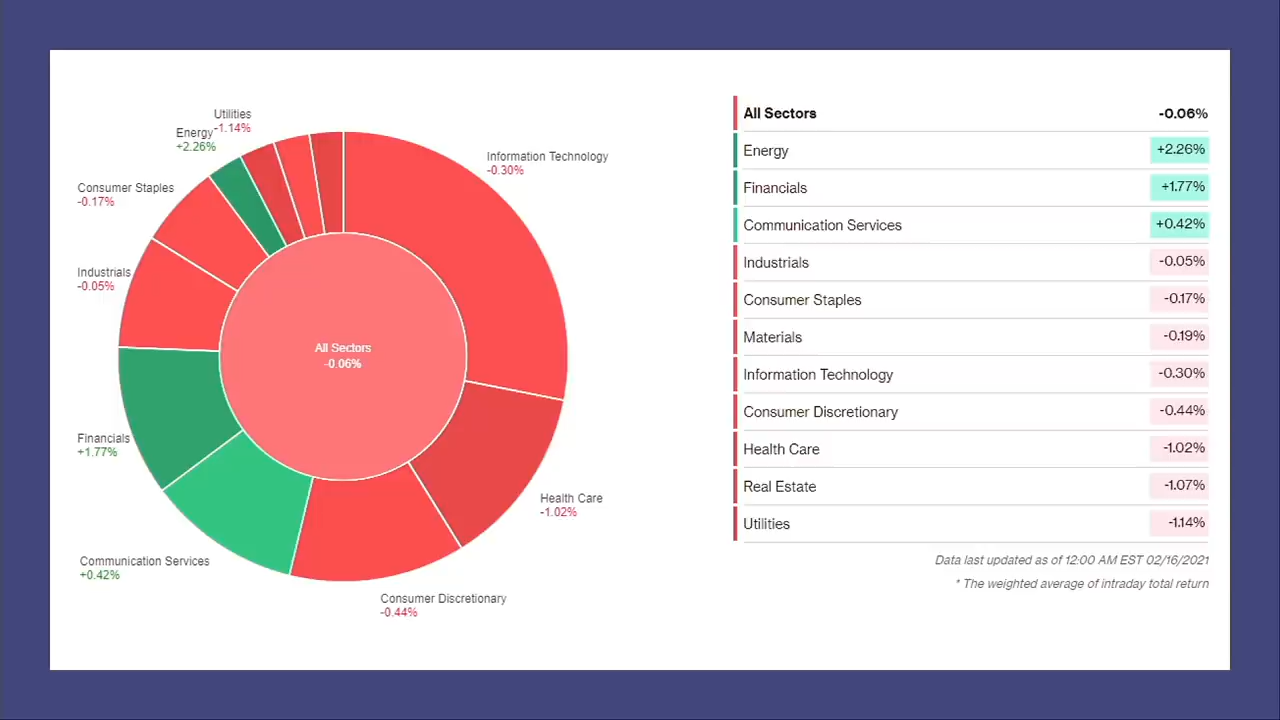 Utilities
-1.14%
Energy
+2.26%
Information Technology
-0.30%
Consumer Staples
-0.17%
Industrials
-0.05%
All Sectors
-0.06%
Financials
+1.77%
Health Care
-1.02%
Communication Services
+0.42%
Consumer Discretionary
-0.44%
All Sectors -0.06%
Energy +2.26%
Financials +1.77%
Communication Services +0.42%
Industrials -0.05%
Consumer Staples -0.17%
Materials -0.19%
Information Technology -0.30%
Consumer Discretionary -0.44%
Health Care -1.02%
Real Estate -1.07%
Utilities -1.14%
Data last updated as of 12:00 AM EST 02/16/2021
* The weighted average of intraday total return